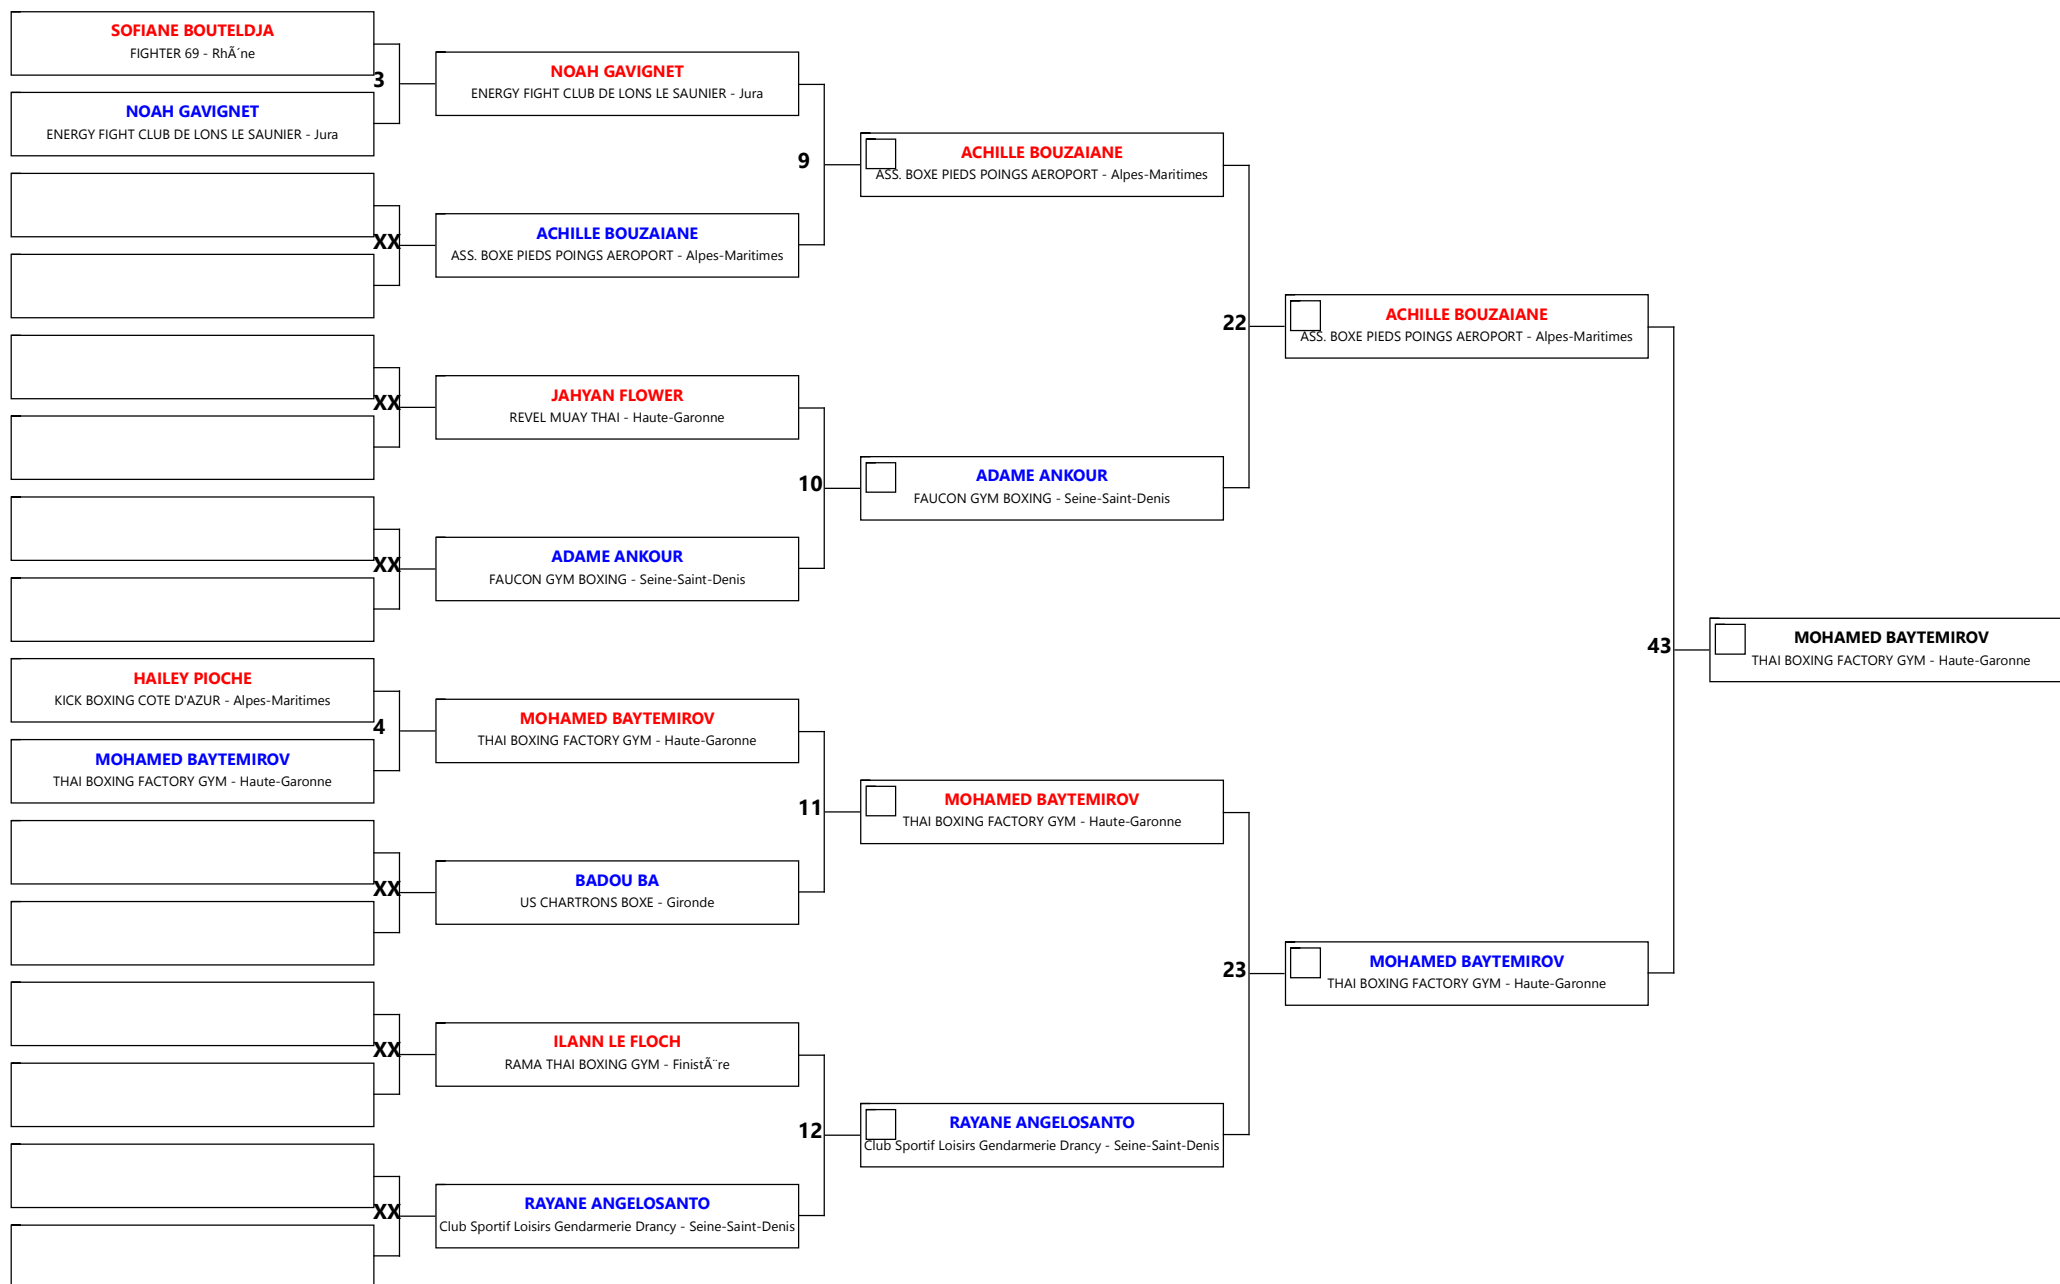 SOFIANE BOUTELDJA
FIGHTER 69 - RhÃ´ne
3
NOAH GAVIGNET
ENERGY FIGHT CLUB DE LONS LE SAUNIER - Jura
NOAH GAVIGNET
ENERGY FIGHT CLUB DE LONS LE SAUNIER - Jura
9
ACHILLE BOUZAIANE
ASS. BOXE PIEDS POINGS AEROPORT - Alpes-Maritimes
XX
ACHILLE BOUZAIANE
ASS. BOXE PIEDS POINGS AEROPORT - Alpes-Maritimes
22
ACHILLE BOUZAIANE
ASS. BOXE PIEDS POINGS AEROPORT - Alpes-Maritimes
XX
JAHYAN FLOWER
REVEL MUAY THAI - Haute-Garonne
10
ADAME ANKOUR
FAUCON GYM BOXING - Seine-Saint-Denis
XX
ADAME ANKOUR
FAUCON GYM BOXING - Seine-Saint-Denis
43
MOHAMED BAYTEMIROV
THAI BOXING FACTORY GYM - Haute-Garonne
HAILEY PIOCHE
KICK BOXING COTE D'AZUR - Alpes-Maritimes
4
MOHAMED BAYTEMIROV
THAI BOXING FACTORY GYM - Haute-Garonne
MOHAMED BAYTEMIROV
THAI BOXING FACTORY GYM - Haute-Garonne
11
MOHAMED BAYTEMIROV
THAI BOXING FACTORY GYM - Haute-Garonne
XX
BADOU BA
US CHARTRONS BOXE - Gironde
23
MOHAMED BAYTEMIROV
THAI BOXING FACTORY GYM - Haute-Garonne
XX
ILANN LE FLOCH
RAMA THAI BOXING GYM - FinistÃ¨re
12
RAYANE ANGELOSANTO
Club Sportif Loisirs Gendarmerie Drancy - Seine-Saint-Denis
XX
RAYANE ANGELOSANTO
Club Sportif Loisirs Gendarmerie Drancy - Seine-Saint-Denis